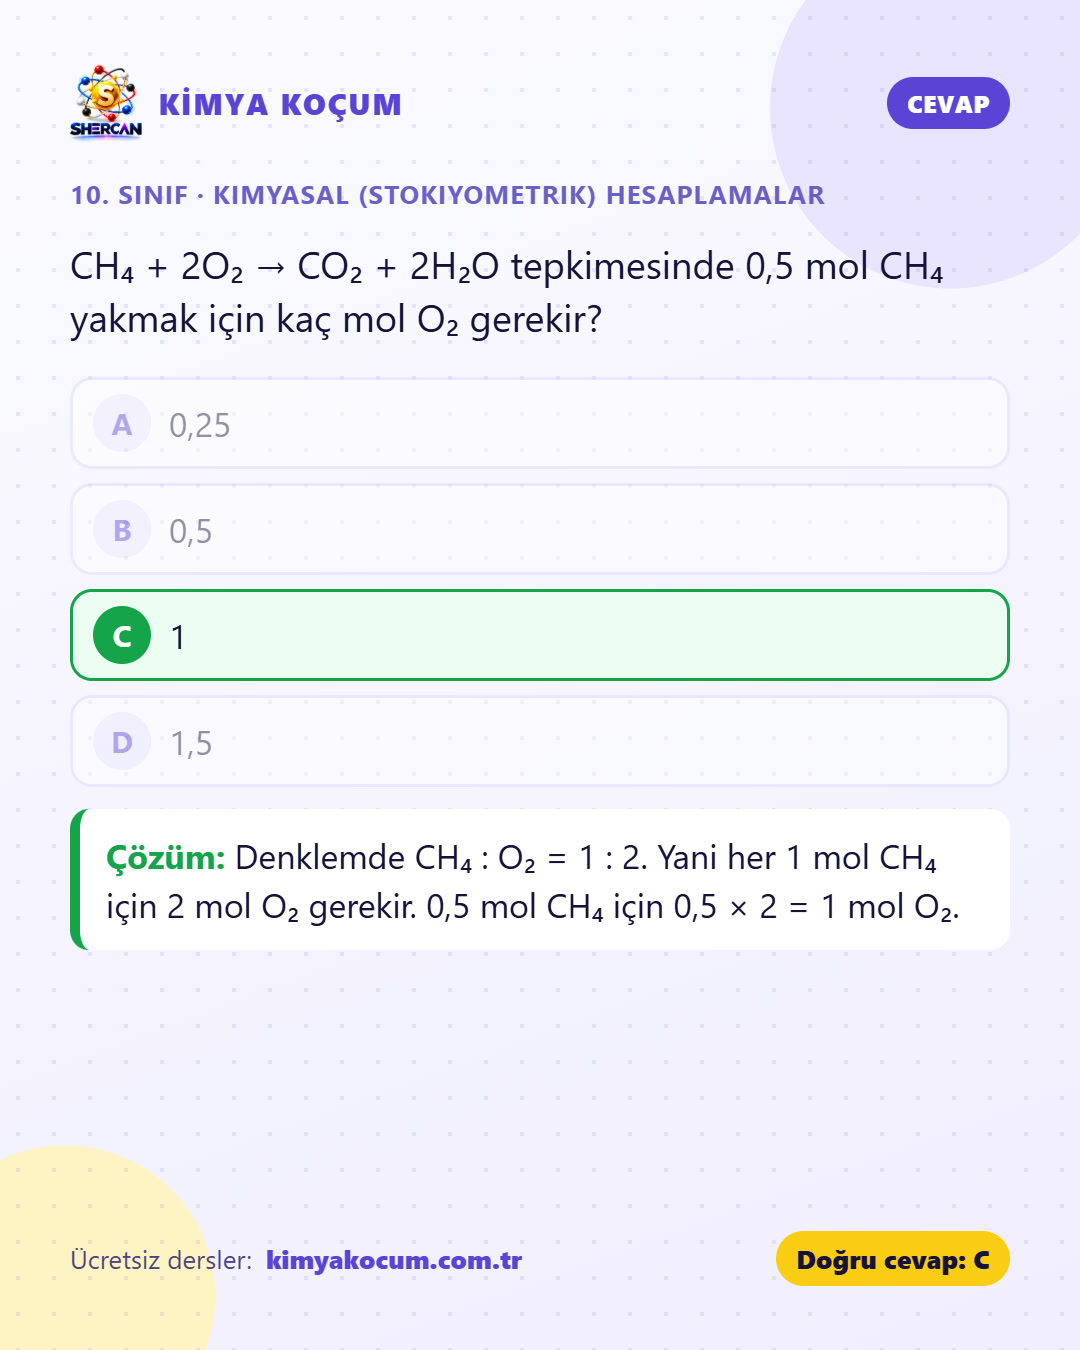 SHERCAN
KİMYA KOÇUM
CEVAP
10. SINIF · KIMYASAL (STOKIYOMETRIK) HESAPLAMALAR
CH₄ + 2O₂ → CO₂ + 2H₂O tepkimesinde 0,5 mol CH₄
yakmak için kaç mol O₂ gerekir?
A 0,25
B 0,5
C 1
D 1,5
Çözüm: Denklemde CH₄ : O₂ = 1 : 2. Yani her 1 mol CH₄
için 2 mol O₂ gerekir. 0,5 mol CH₄ için 0,5 × 2 = 1 mol O₂.
Ücretsiz dersler: kimyakocum.com.tr
Doğru cevap: C